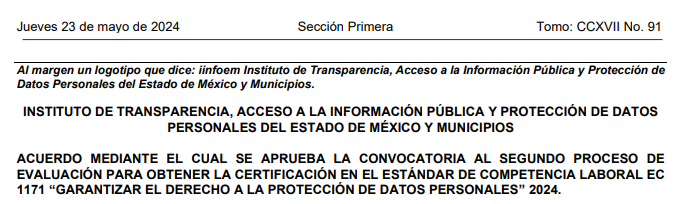 Jueves 23 de mayo de 2024 Sección Primera Tomo: CCXVII No. 91
Al margen un logotipo que dice: iinfoem Instituto de Transparencia, Acceso a la Información Pública y Protección de
Datos Personales del Estado de México y Municipios.
INSTITUTO DE TRANSPARENCIA, ACCESO A LA INFORMACIÓN PÚBLICA Y PROTECCIÓN DE DATOS
PERSONALES DEL ESTADO DE MÉXICO Y MUNICIPIOS
ACUERDO MEDIANTE EL CUAL SE APRUEBA LA CONVOCATORIA AL SEGUNDO PROCESO DE
EVALUACIÓN PARA OBTENER LA CERTIFICACIÓN EN EL ESTÁNDAR DE COMPETENCIA LABORAL EC
1171 “GARANTIZAR EL DERECHO A LA PROTECCIÓN DE DATOS PERSONALES” 2024.